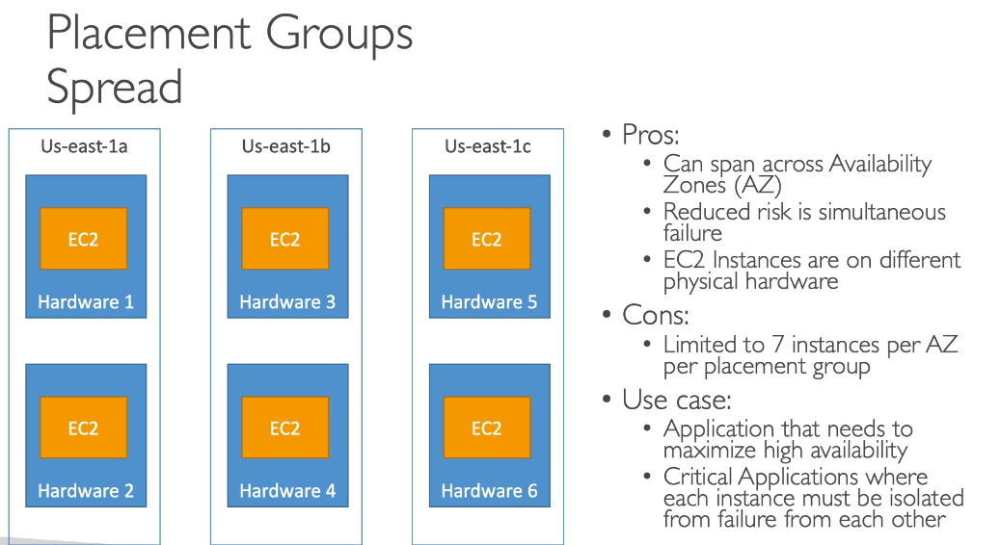 Placement Groups
Spread
Us-east-1a
EC2
Hardware 1
EC2
Hardware 2
Us-east-1b
EC2
Hardware 3
EC2
Hardware 4
Us-east-1c
EC2
Hardware 5
EC2
Hardware 6
• Pros:
• Can span across Availability
Zones (AZ)
• Reduced risk is simultaneous
failure
• EC2 Instances are on different
physical hardware
• Cons:
• Limited to 7 instances per AZ
per placement group
• Use case:
• Application that needs to
maximize high availability
• Critical Applications where
each instance must be isolated
from failure from each other